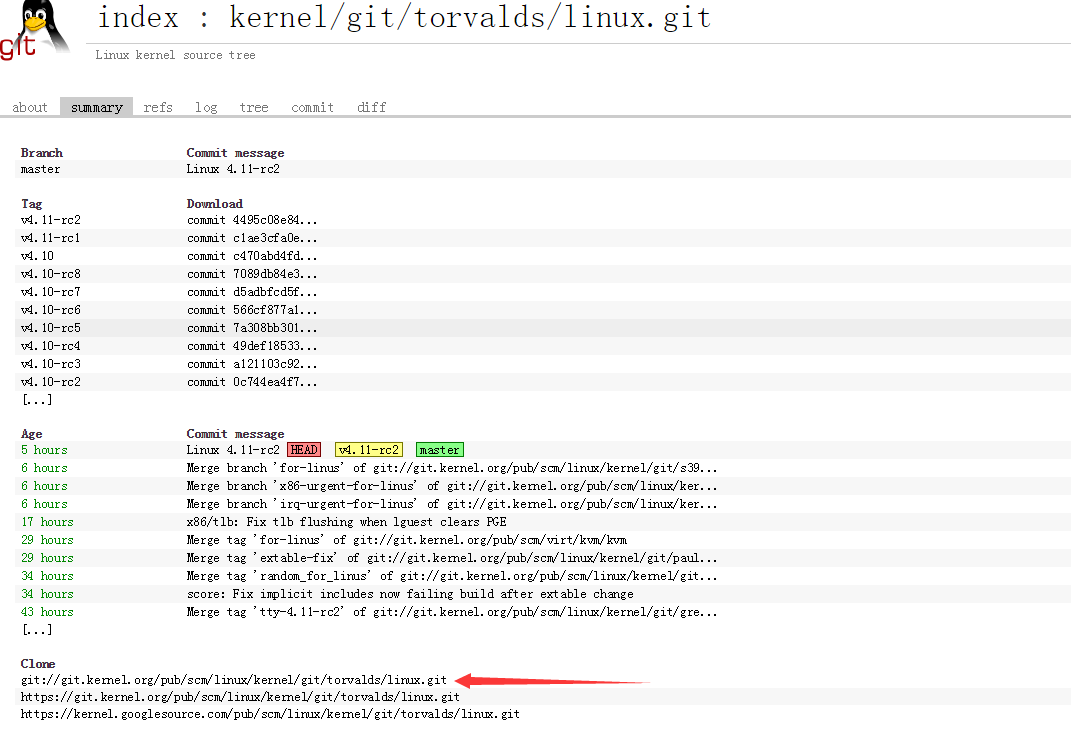 git
index : kernel/git/torvalds/linux.git
Linux kernel source tree
about summary refs log tree commit diff
Branch Commit message
master Linux 4.11-rc2
Tag Download
v4.11-rc2 commit 4495c08e84...
v4.11-rc1 commit c1ae3cfa0e...
v4.10 commit c470abd4fd...
v4.10-rc8 commit 7089db84e3...
v4.10-rc7 commit d5adbfcd5f...
v4.10-rc6 commit 566cf877a1...
v4.10-rc5 commit 7a308bb301...
v4.10-rc4 commit 49def18533...
v4.10-rc3 commit a121103c92...
v4.10-rc2 commit 0c744ea4f7...
[...]
Age Commit message
5 hours Linux 4.11-rc2 HEAD v4.11-rc2 master
6 hours Merge branch 'for-linus' of git://git.kernel.org/pub/scm/linux/kernel/git/s39...
6 hours Merge branch 'x86-urgent-for-linus' of git://git.kernel.org/pub/scm/linux/ker...
6 hours Merge branch 'irq-urgent-for-linus' of git://git.kernel.org/pub/scm/linux/ker...
17 hours x86/tlb: Fix tlb flushing when lguest clears PGE
29 hours Merge tag 'for-linus' of git://git.kernel.org/pub/scm/virt/kvm/kvm
29 hours Merge tag 'extable-fix' of git://git.kernel.org/pub/scm/linux/kernel/git/paul...
34 hours Merge tag 'random_for_linus' of git://git.kernel.org/pub/scm/linux/kernel/git...
34 hours score: Fix implicit includes now failing build after extable change
43 hours Merge tag 'tty-4.11-rc2' of git://git.kernel.org/pub/scm/linux/kernel/git/gre...
[...]
Clone
git://git.kernel.org/pub/scm/linux/kernel/git/torvalds/linux.git
https://git.kernel.org/pub/scm/linux/kernel/git/torvalds/linux.git
https://kernel.googlesource.com/pub/scm/linux/kernel/git/torvalds/linux.git